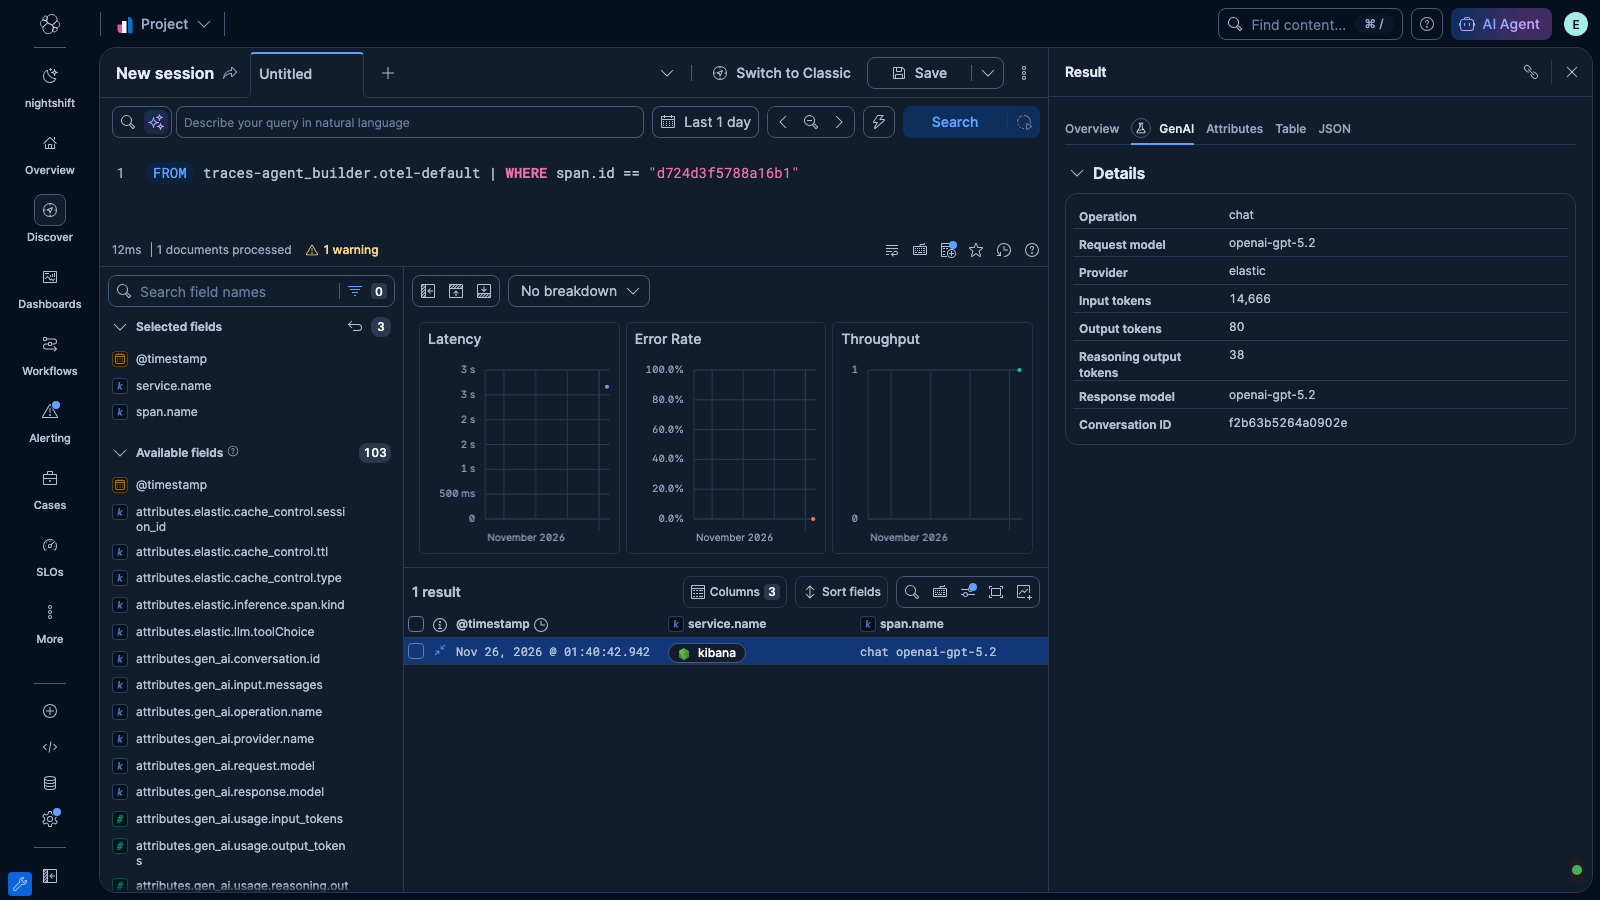 Project
Find content...
⌘ /
AI Agent
E
nightshift
Overview
Discover
Dashboards
Workflows
Alerting
Cases
SLOs
More
New session
Untitled
Switch to Classic
Save
Describe your query in natural language
Last 1 day
Search
1 FROM traces-agent_builder.otel-default | WHERE span.id == "d724d3f5788a16b1"
12ms
1 documents processed
1 warning
Search field names
0
Selected fields
3
@timestamp
service.name
span.name
Available fields
103
@timestamp
attributes.elastic.cache_control.sessi
on_id
attributes.elastic.cache_control.ttl
attributes.elastic.cache_control.type
attributes.elastic.inference.span.kind
attributes.elastic.llm.toolChoice
attributes.gen_ai.conversation.id
attributes.gen_ai.input.messages
attributes.gen_ai.operation.name
attributes.gen_ai.provider.name
attributes.gen_ai.request.model
attributes.gen_ai.response.model
attributes.gen_ai.usage.input_tokens
attributes.gen_ai.usage.output_token
s
attributes.gen_ai.usage.reasoning.out
No breakdown
Latency
3 s
3 s
2 s
2 s
1 s
500 ms
0
November 2026
Error Rate
100.0%
80.0%
60.0%
40.0%
20.0%
0.0%
November 2026
Throughput
1
0
November 2026
1 result
Columns 3
Sort fields
@timestamp
k service.name
k span.name
Nov 26, 2026 @ 01:40:42.942
kibana
chat openai-gpt-5.2
Result
Overview
GenAI
Attributes
Table
JSON
Details
Operation chat
Request model openai-gpt-5.2
Provider elastic
Input tokens 14,666
Output tokens 80
Reasoning output 38
tokens
Response model openai-gpt-5.2
Conversation ID f2b63b5264a0902e